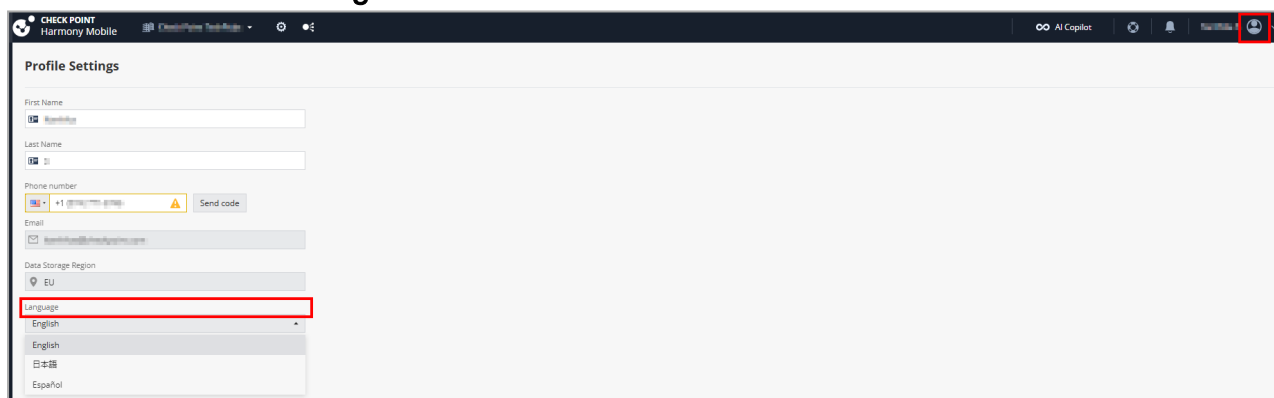 CHECK POINT
Harmony Mobile
AI Copilot
Profile Settings
First Name
Last Name
Phone number
+1
Send code
Email
Data Storage Region
EU
Language
English
English
日本語
Español